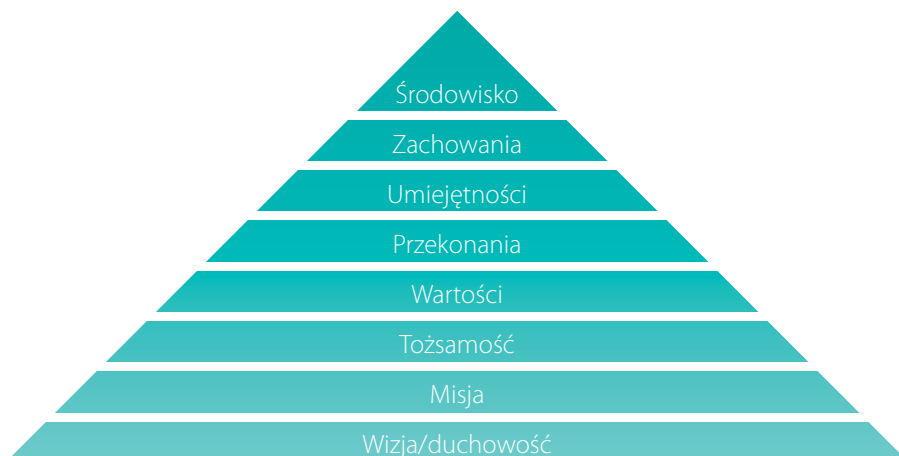 Środowisko
Zachowania
Umiejętności
Przekonania
Wartości
Tożsamość
Misja
Wizja/duchowość